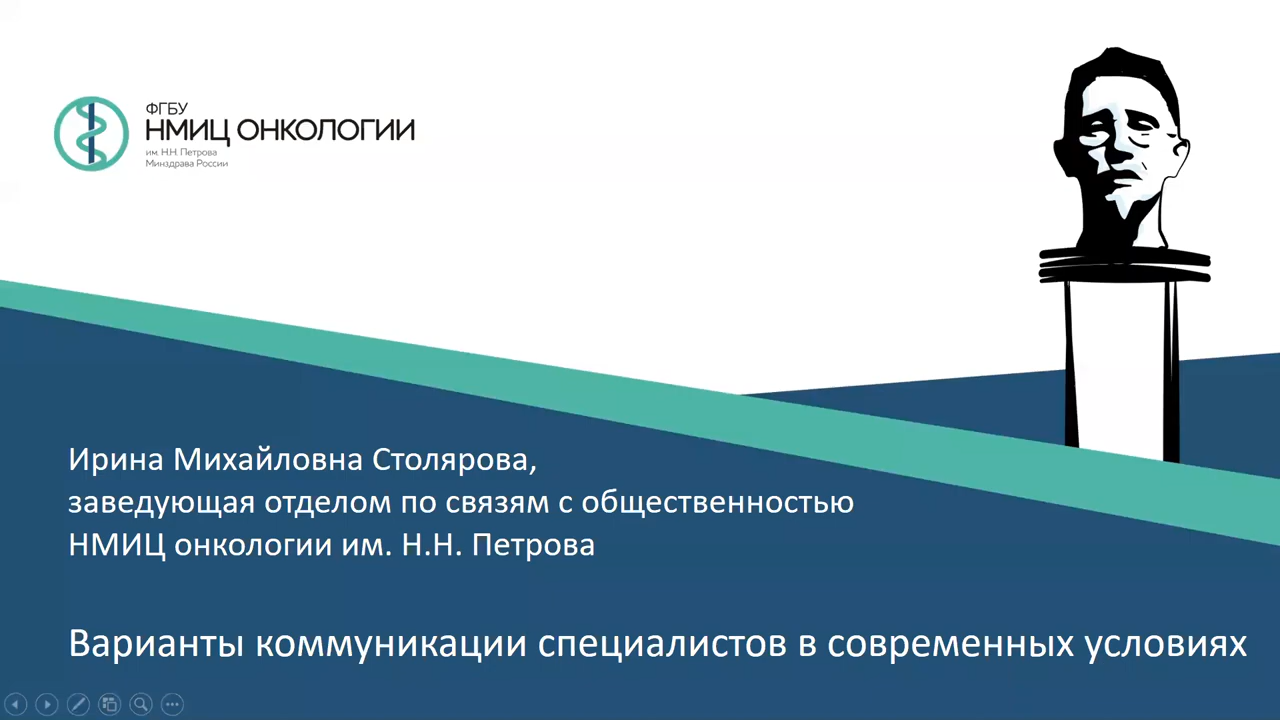 ФГБУ
НМИЦ ОНКОЛОГИИ
им. Н.Н. Петрова
Минздрава России
Ирина Михайловна Столярова,
заведующая отделом по связям с общественностью
НМИЦ онкологии им. Н.Н. Петрова
Варианты коммуникации специалистов в современных условиях